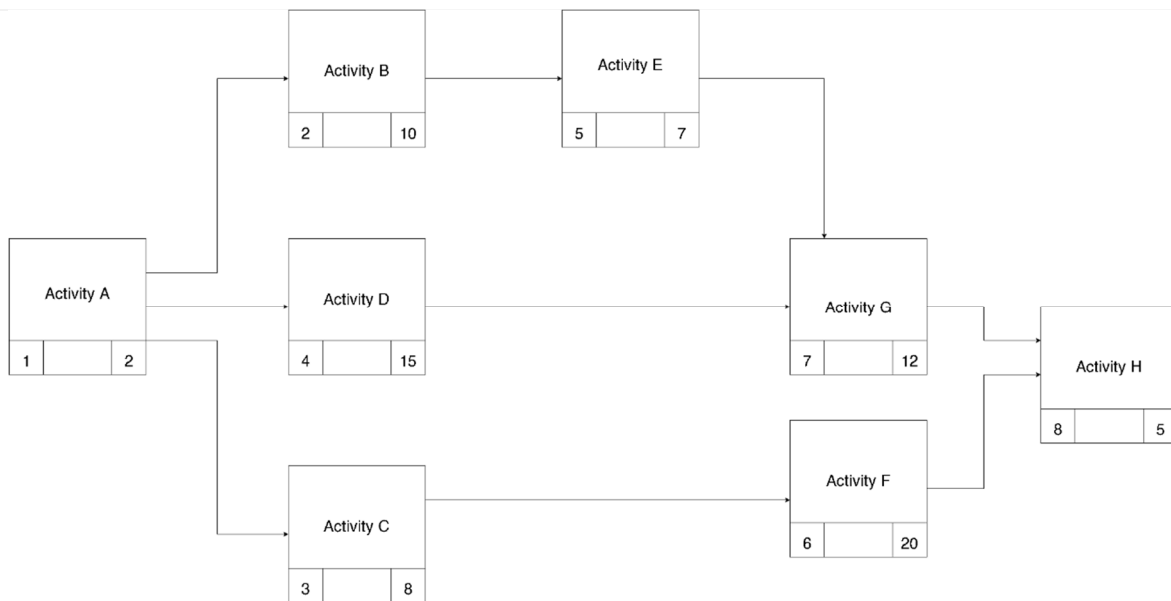 Activity B
2 10
Activity E
5 7
Activity A
1 2
Activity D
4 15
Activity G
7 12
Activity H
8 5
Activity C
3 8
Activity F
6 20